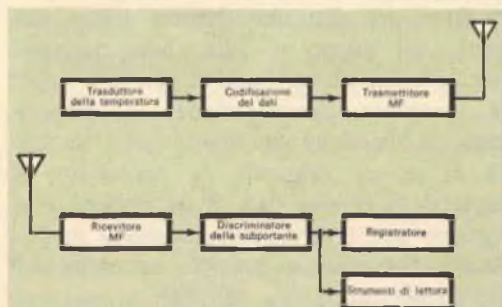 Trasduttore
della temperatura
Codificazione
dei dati
Trasmettitore
MF
Ricevitore
MF
Discriminatore
della subportante
Registratore
Strumenti di lettura